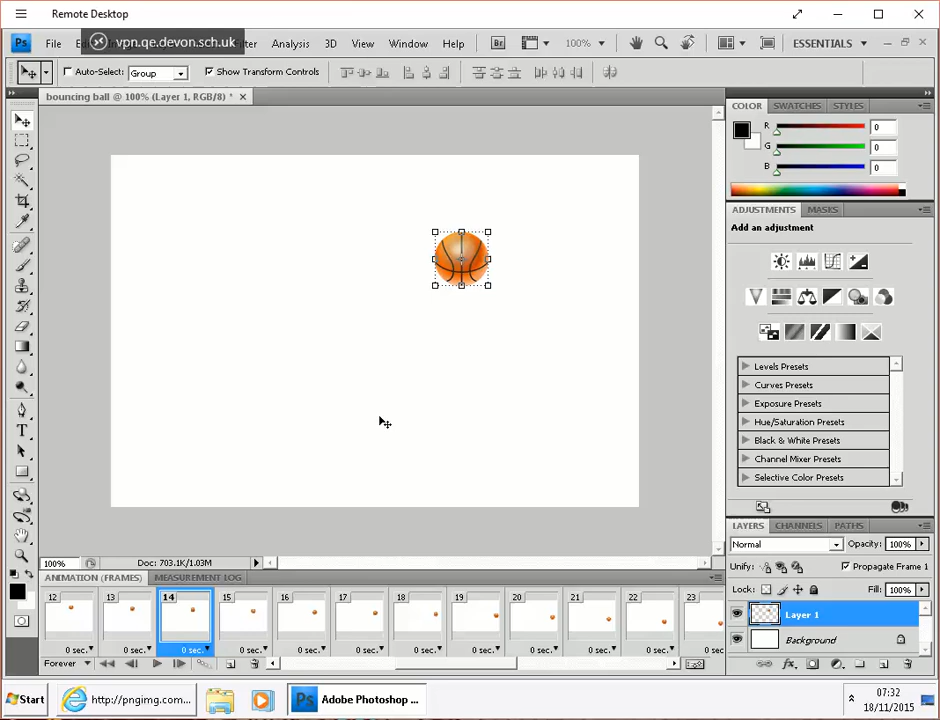 Remote Desktop
Ps File vpn.qe.devon.sch.uk Filter Analysis 3D View Window Help Br 100% ESSENTIALS
Auto-Select: Group Show Transform Controls
bouncing ball @ 100% (Layer 1, RGB/8) *
COLOR SWATCHES STYLES
R 0
G 0
B 0
ADJUSTMENTS MASKS
Add an adjustment
Levels Presets
Curves Presets
Exposure Presets
Hue/Saturation Presets
Black & White Presets
Channel Mixer Presets
Selective Color Presets
LAYERS CHANNELS PATHS
Normal Opacity: 100%
Unify: Propagate Frame 1
Lock: Fill: 100%
Layer 1
Background
100% Doc: 703.1K/1.03M
ANIMATION (FRAMES) MEASUREMENT LOG
12 13 14 15 16 17 18 19 20 21 22 23
0 sec. 0 sec. 0 sec. 0 sec. 0 sec. 0 sec. 0 sec. 0 sec. 0 sec. 0 sec. 0 sec. 0 sec.
Forever
Start http://pngimg.com... Ps Adobe Photoshop ...
07:32
18/11/2015